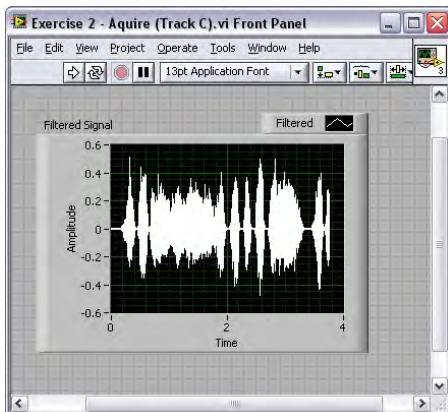 Exercise 2 - Aquire (Track C).vi Front Panel
File Edit View Project Operate Tools Window Help
13pt Application Font
3
Filtered Signal
Filtered
0.6
0.4
0.2
0
-0.2
-0.4
-0.6
Amplitude
0 2 4
Time